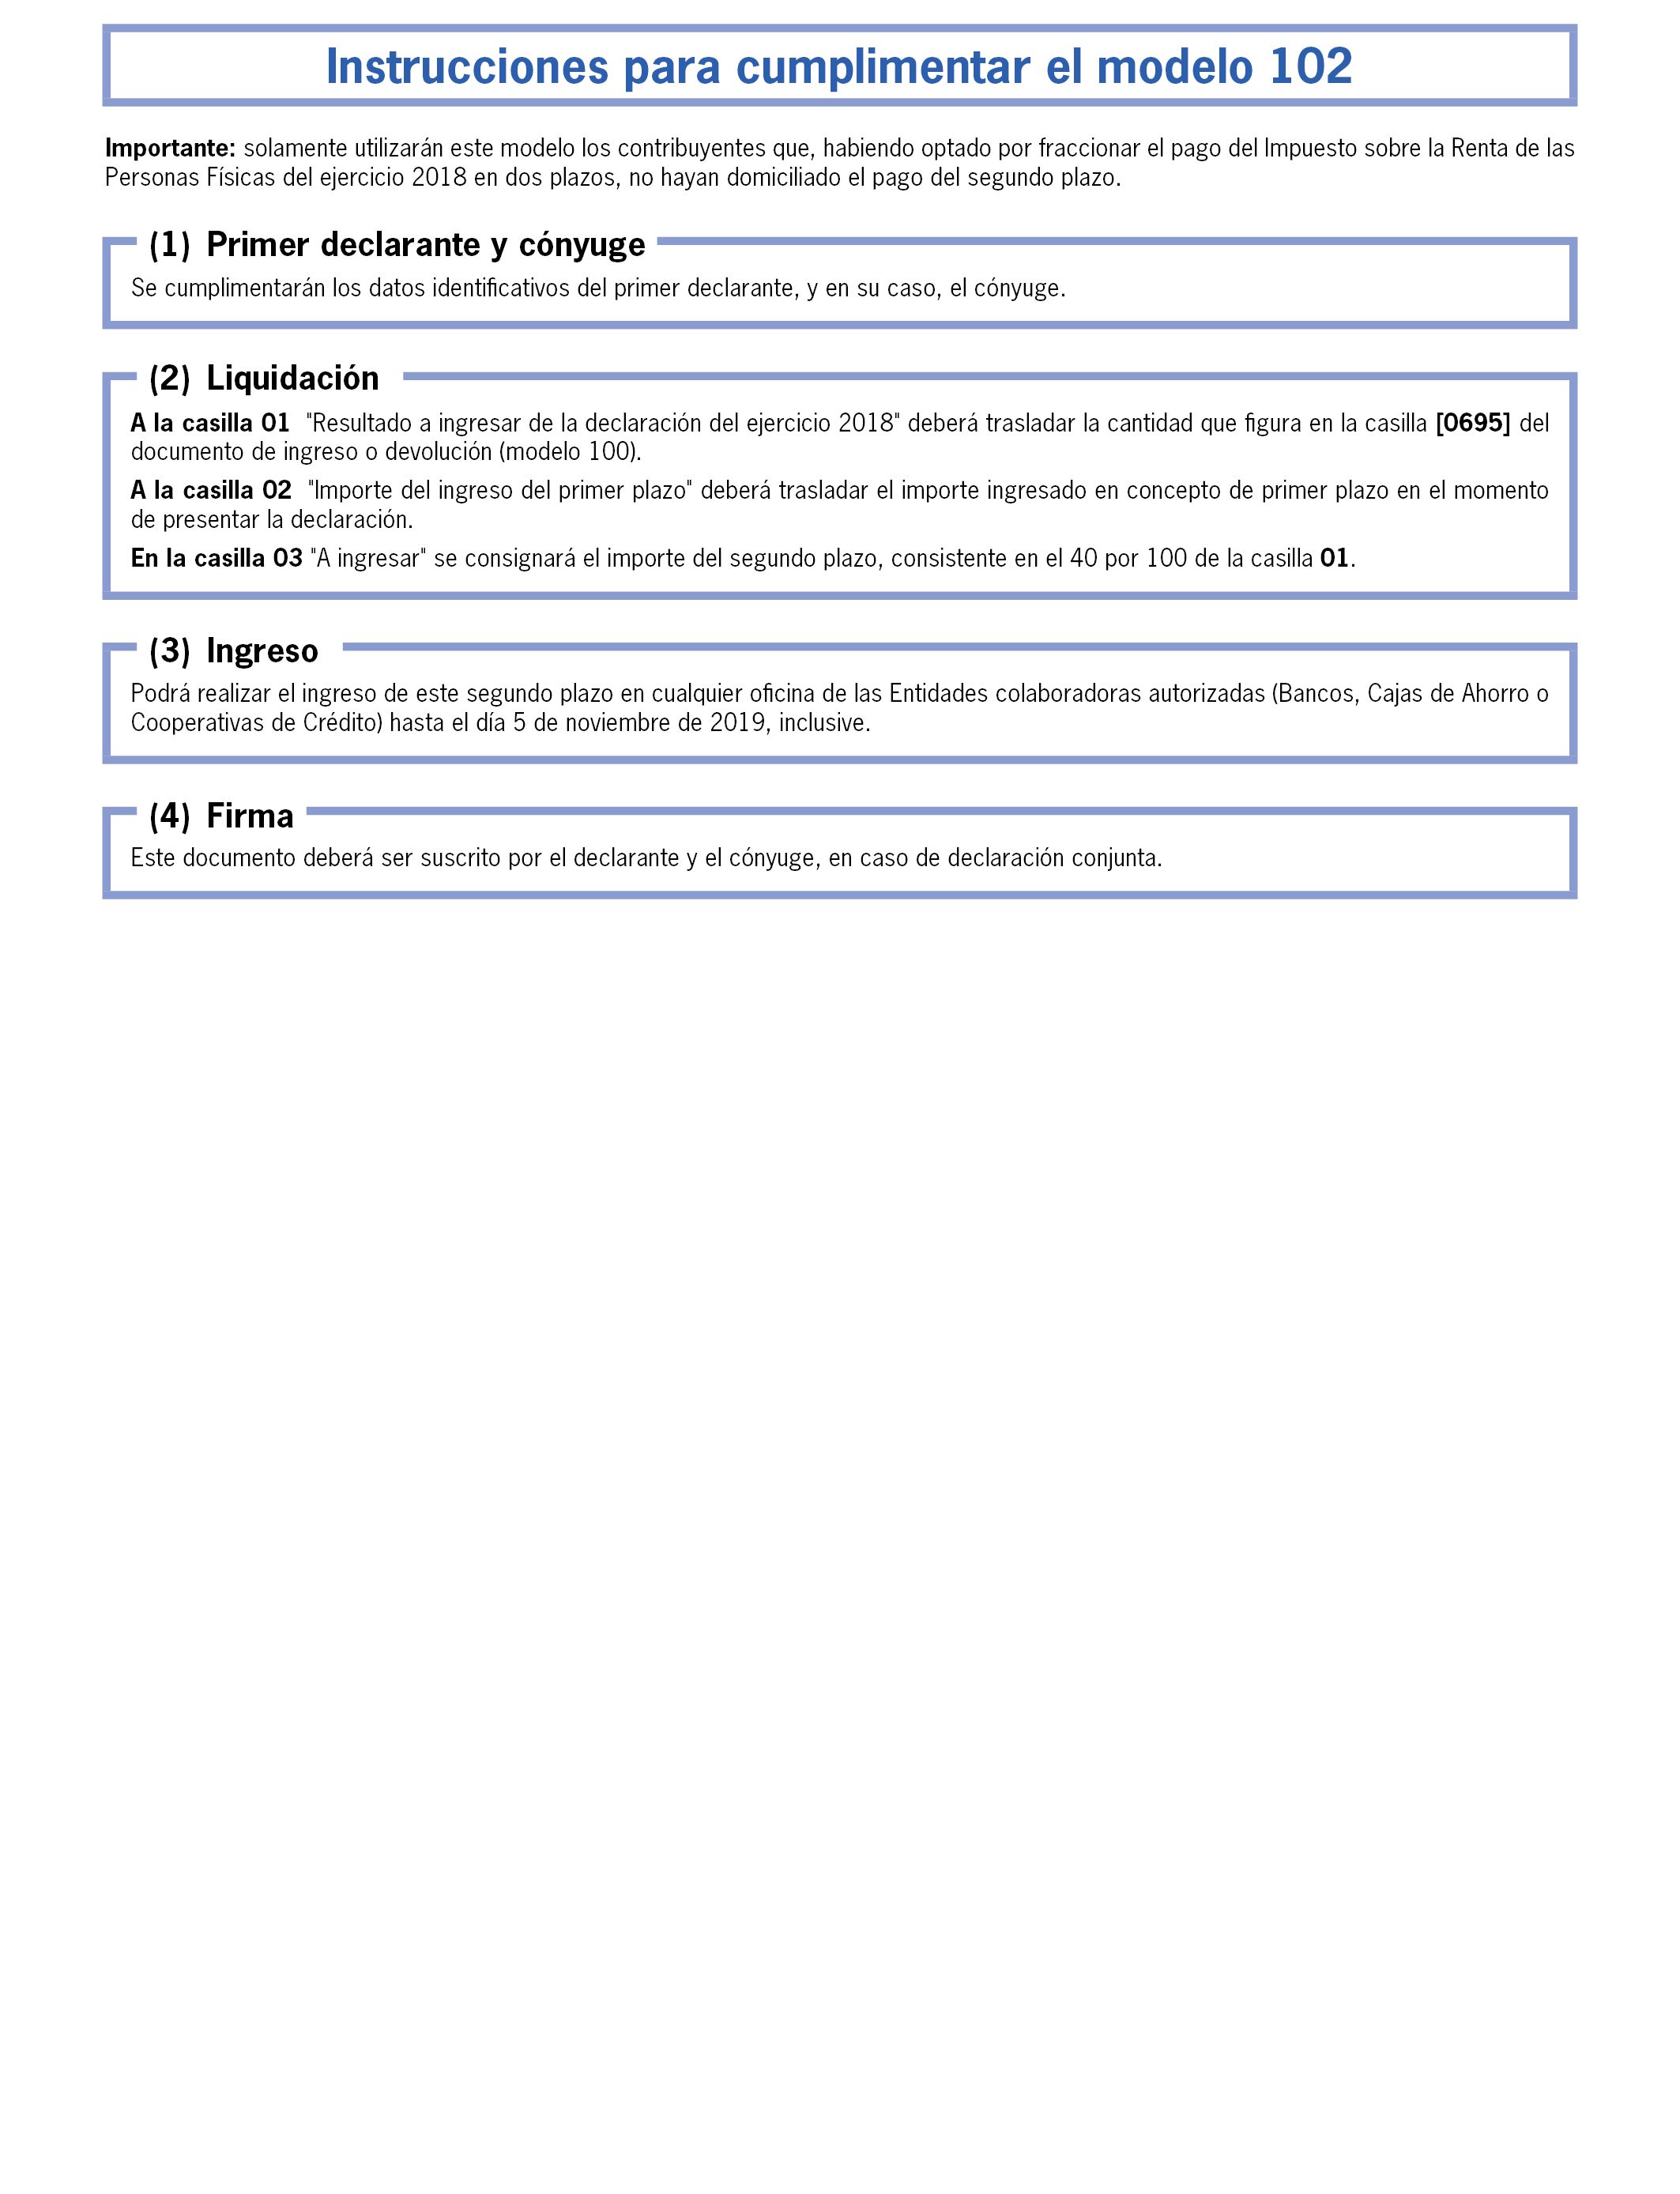 Instrucciones para cumplimentar el modelo 102
Importante: solamente utilizarán este modelo los contribuyentes que, habiendo optado por fraccionar el pago del Impuesto sobre la Renta de las
Personas Físicas del ejercicio 2018 en dos plazos, no hayan domiciliado el pago del segundo plazo.
(1) Primer declarante y cónyuge
Se cumplimentarán los datos identificativos del primer declarante, y en su caso, el cónyuge.
(2) Liquidación
A la casilla 01 "Resultado a ingresar de la declaración del ejercicio 2018" deberá trasladar la cantidad que figura en la casilla [0695] del
documento de ingreso o devolución (modelo 100).
A la casilla 02 "Importe del ingreso del primer plazo" deberá trasladar el importe ingresado en concepto de primer plazo en el momento
de presentar la declaración.
En la casilla 03 "A ingresar" se consignará el importe del segundo plazo, consistente en el 40 por 100 de la casilla 01.
(3) Ingreso
Podrá realizar el ingreso de este segundo plazo en cualquier oficina de las Entidades colaboradoras autorizadas (Bancos, Cajas de Ahorro o
Cooperativas de Crédito) hasta el día 5 de noviembre de 2019, inclusive.
(4) Firma
Este documento deberá ser suscrito por el declarante y el cónyuge, en caso de declaración conjunta.